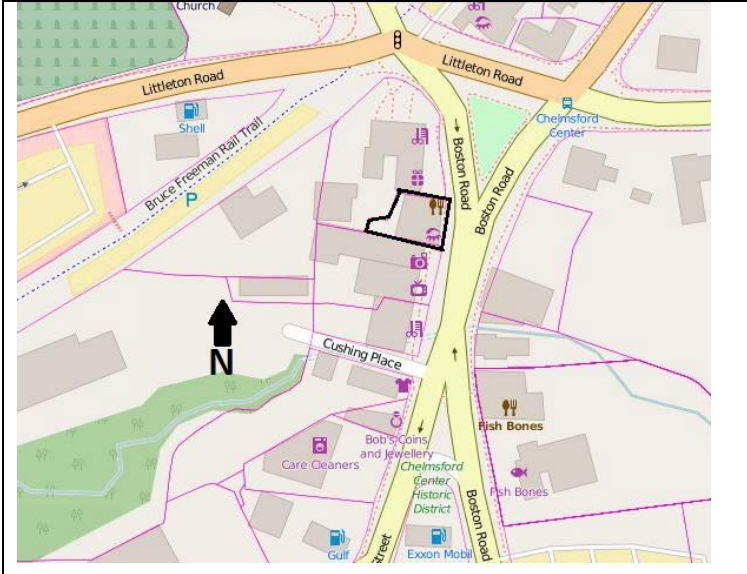 Church
Littleton Road
Littleton Road
Shell
Chelmsford
Center
Bruce Freeman Rail Trail
P
Boston Road
Boston Road
N
Cushing Place
Fish Bones
Bob's Coins
and Jewellery
Care Cleaners
Chelmsford
Center
Historic
District
Fish Bones
Boston Road
Gulf
Exxon Mobil
Street